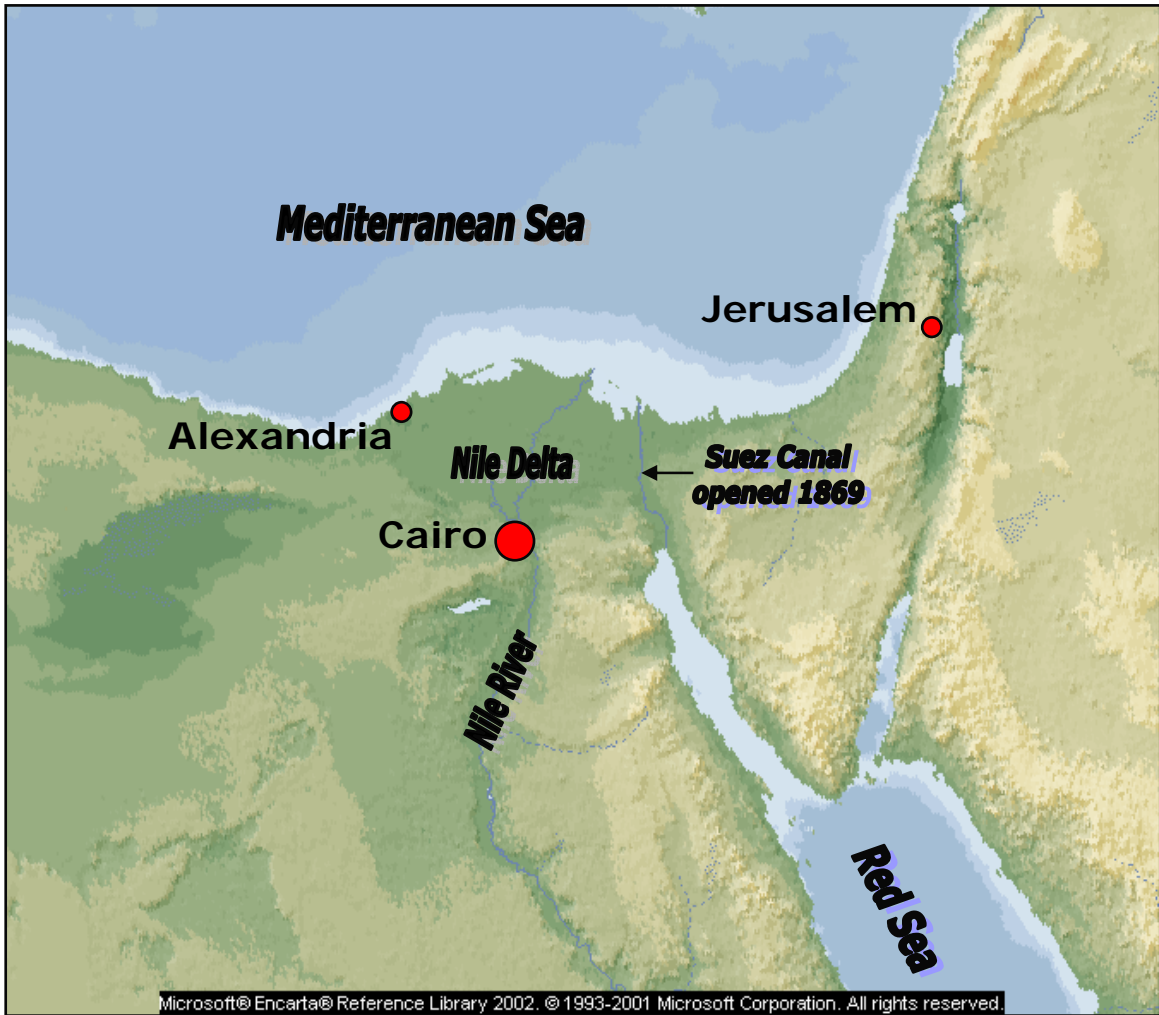 Mediterranean Sea
Jerusalem
Alexandria
Nile Delta
Suez Canal
opened 1869
Cairo
Nile River
Red Sea
Microsoft® Encarta® Reference Library 2002. © 1993-2001 Microsoft Corporation. All rights reserved.